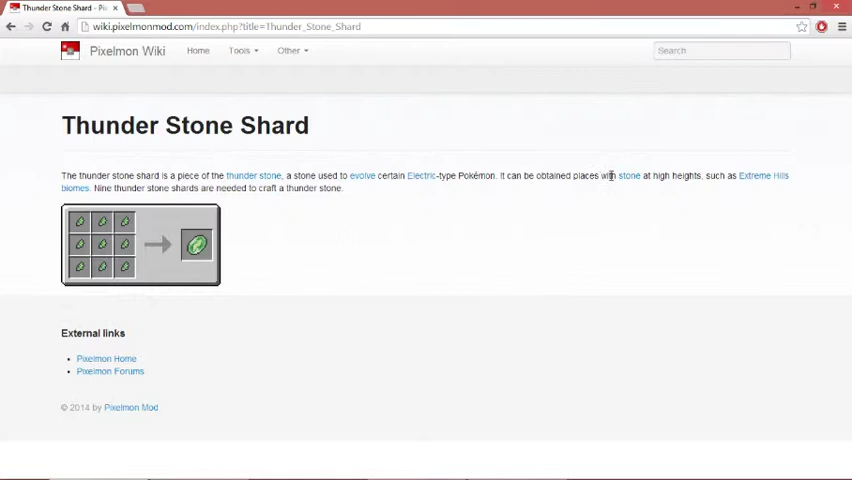 Thunder Stone Shard - Pix
wiki.pixelmonmod.com/index.php?title=Thunder_Stone_Shard
Pixelmon Wiki Home Tools Other Search
Thunder Stone Shard
The thunder stone shard is a piece of the thunder stone, a stone used to evolve certain Electric-type Pokémon. It can be obtained places with stone at high heights, such as Extreme Hills
biomes. Nine thunder stone shards are needed to craft a thunder stone.
External links
Pixelmon Home
Pixelmon Forums
© 2014 by Pixelmon Mod